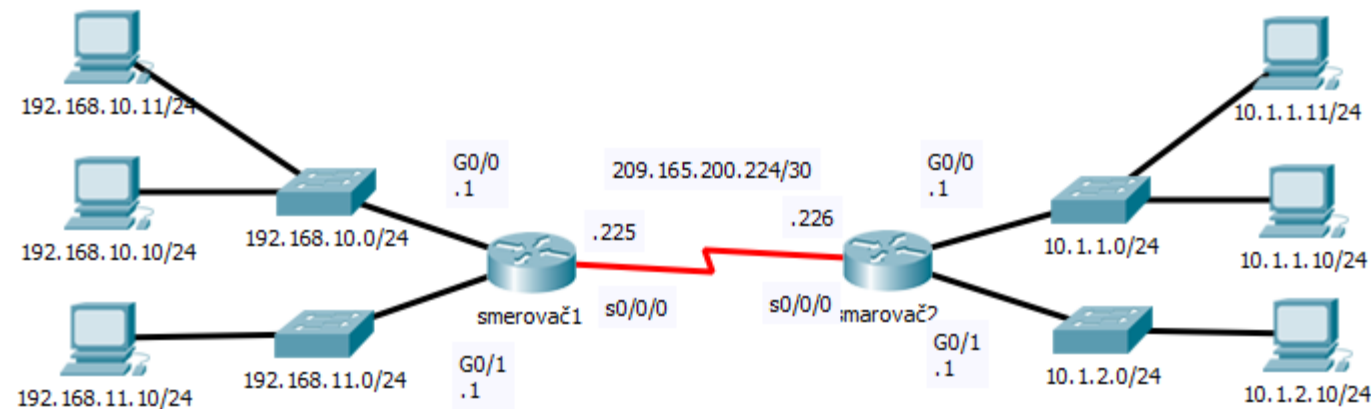 192.168.10.11/24
192.168.10.10/24
192.168.11.10/24
192.168.10.0/24
192.168.11.0/24
G0/0
.1
smerovač1
G0/1
.1
.225
s0/0/0
209.165.200.224/30
.226
s0/0/0
smarovač2
G0/0
.1
G0/1
.1
10.1.1.0/24
10.1.2.0/24
10.1.1.11/24
10.1.1.10/24
10.1.2.10/24